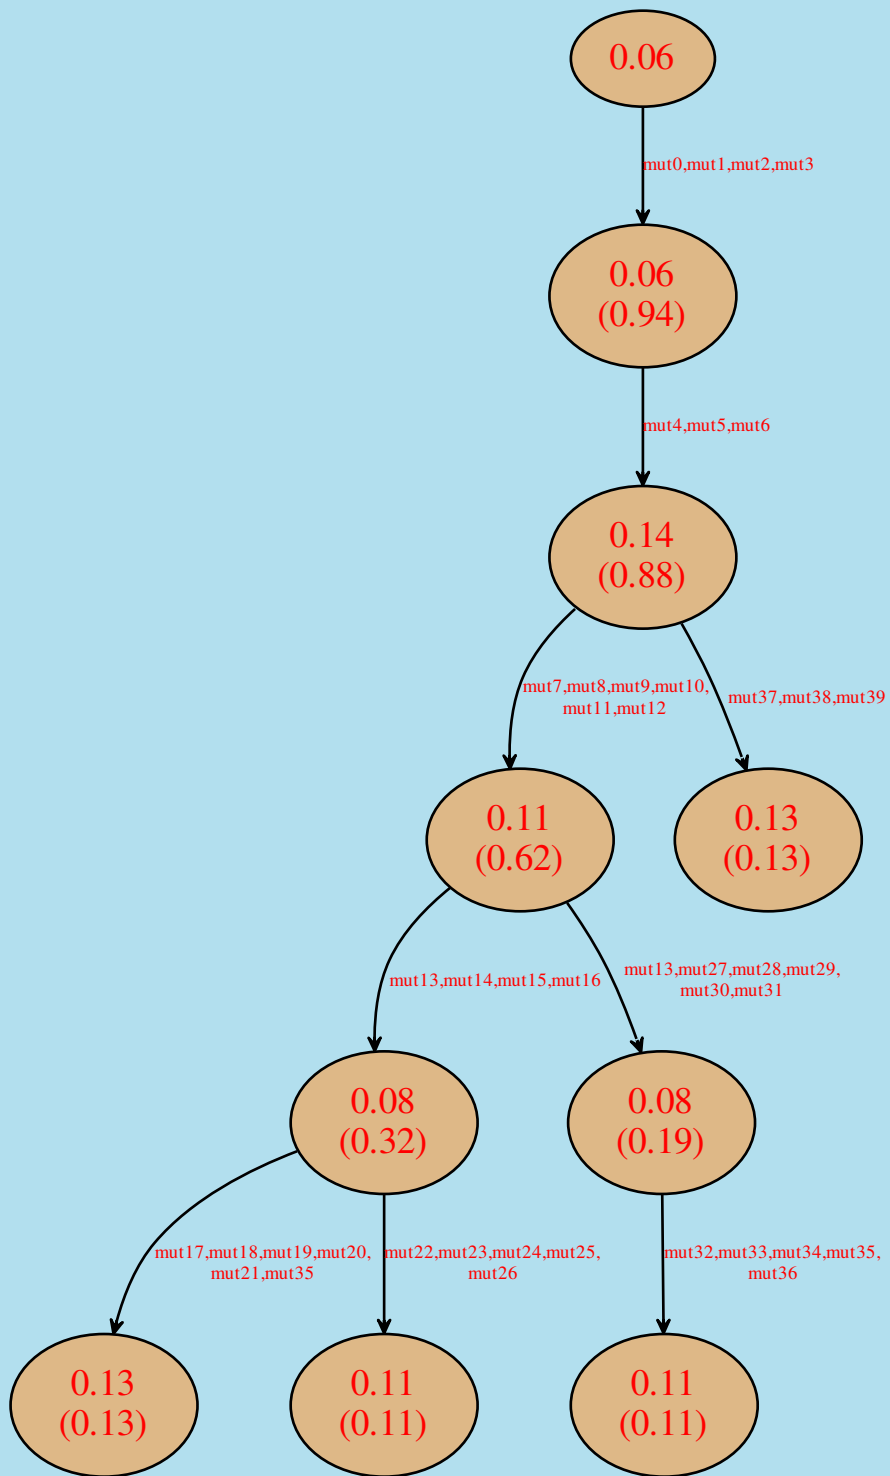 0.06
mut0,mut1,mut2,mut3
0.06
(0.94)
mut4,mut5,mut6
0.14
(0.88)
mut7,mut8,mut9,mut10,
mut11,mut12
mut37,mut38,mut39
0.11
(0.62)
0.13
(0.13)
mut13,mut14,mut15,mut16
mut13,mut27,mut28,mut29,
mut30,mut31
0.08
(0.32)
0.08
(0.19)
mut17,mut18,mut19,mut20,
mut21,mut35
mut22,mut23,mut24,mut25,
mut26
mut32,mut33,mut34,mut35,
mut36
0.13
(0.13)
0.11
(0.11)
0.11
(0.11)